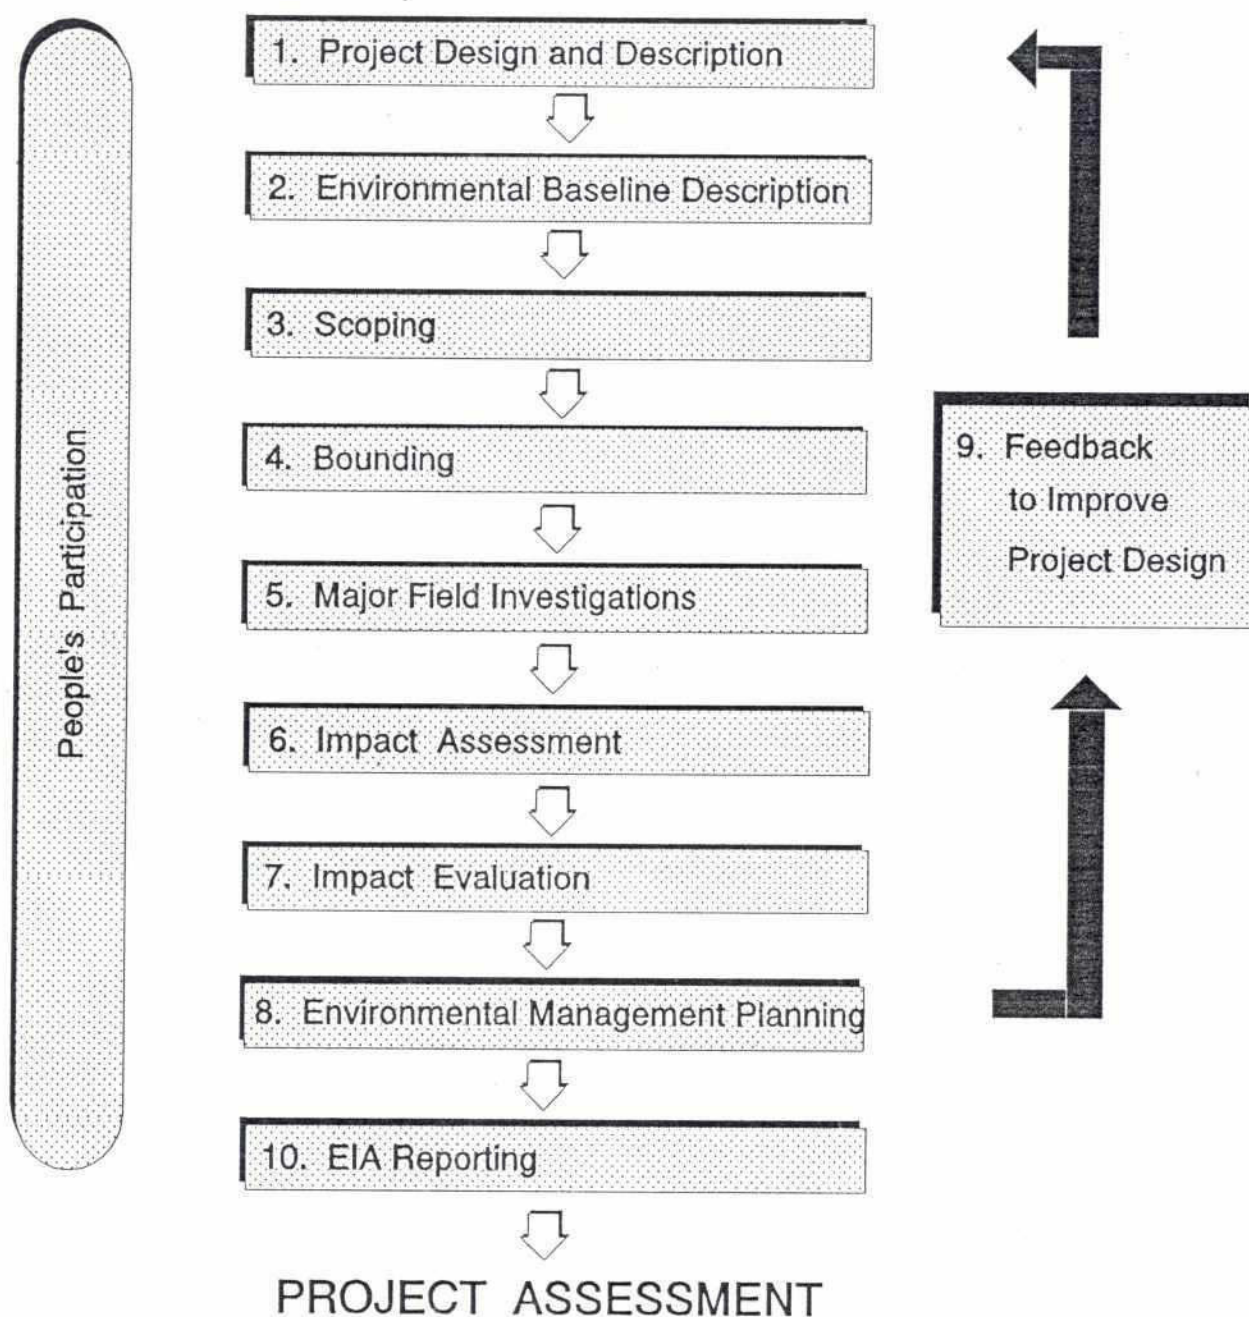 People's Participation
1. Project Design and Description
2. Environmental Baseline Description
3. Scoping
4. Bounding
5. Major Field Investigations
6. Impact Assessment
7. Impact Evaluation
8. Environmental Management Planning
9. Feedback
to Improve
Project Design
10. EIA Reporting
PROJECT ASSESSMENT